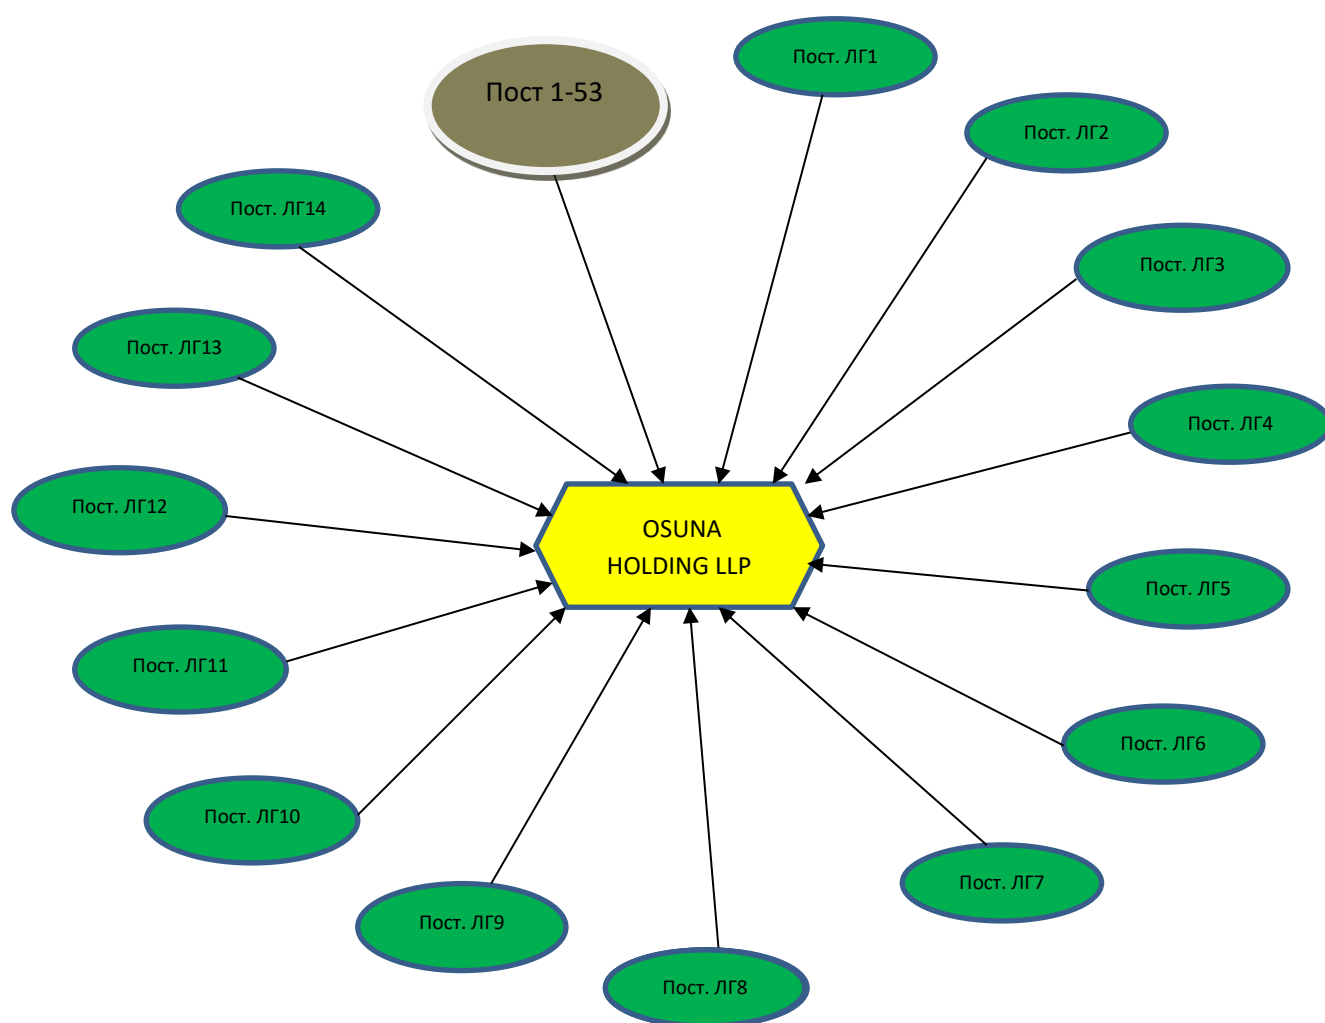 Пост. ЛГ1
Пост 1-53
Пост. ЛГ2
Пост. ЛГ14
Пост. ЛГ3
Пост. ЛГ13
Пост. ЛГ4
Пост. ЛГ12
OSUNA
HOLDING LLP
Пост. ЛГ5
Пост. ЛГ11
Пост. ЛГ6
Пост. ЛГ10
Пост. ЛГ7
Пост. ЛГ9
Пост. ЛГ8